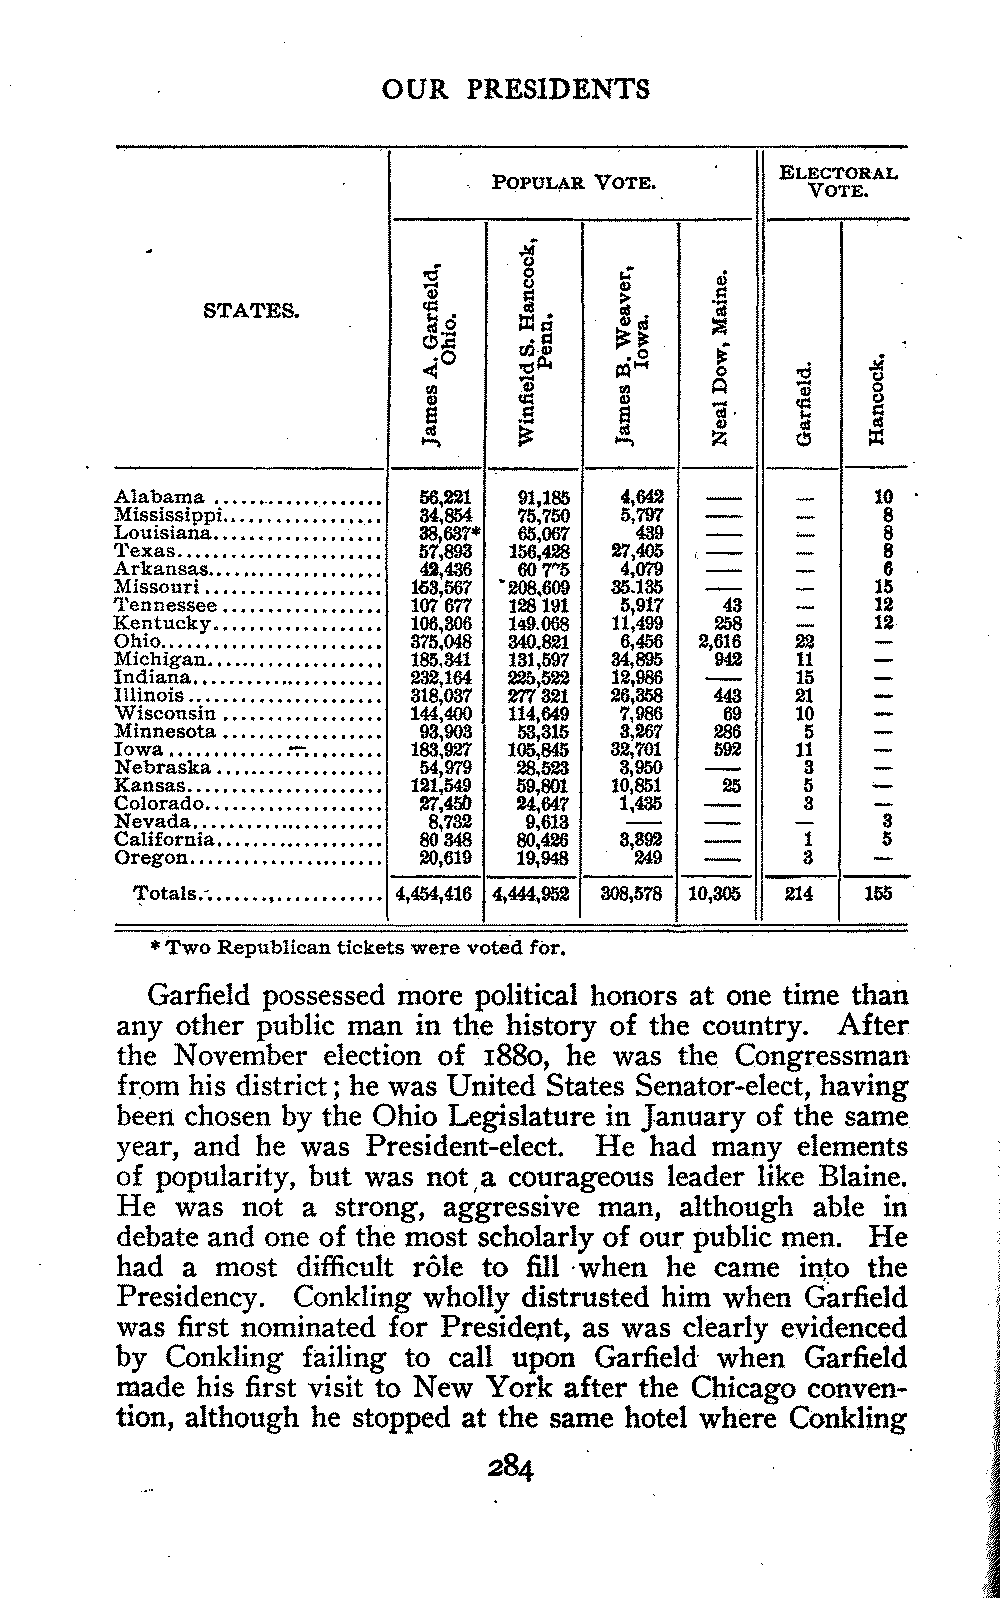 OUR PRESIDENTS
STATES.
POPULAR VOTE.
ELECTORAL VOTE.
James A. Garfield, Ohio.
Winfield S. Hancock, Penn.
James B. Weaver, Iowa.
Neal Dow, Maine.
Garfield.
Hancock.
Alabama .................. 56,221 91,185 4,642 — — 10
Mississippi.................. 34,854 75,750 5,797 — — 8
Louisiana.................. 38,637* 65,067 439 — — 8
Texas...................... 57,893 156,428 27,405 — — 8
Arkansas................... 42,436 4,079 — — 6
Missouri................... 153,567 208,609 35.135 — — 15
Tennessee ................. 107 677 128 191 5,917 43 — 12
Kentucky.................. 106,306 149.068 11,499 258 — 12
Ohio........................ 375,048 340.821 6,456 2,616 22 —
Michigan................... 185,341 131,597 34,895 942 11 —
Indiana..................... 232,164 225,522 12,986 — 15 —
Illinois ..................... 318,037 277 321 26,358 443 21 —
Wisconsin .................. 144,400 114,649 7,986 69 10 —
Minnesota ................. 93,903 53,315 3,267 286 5 —
Iowa ....................... 183,927 105,845 32,701 592 11 —
Nebraska .................. 54,979 28,523 3,950 — 3 —
Kansas..................... 121,549 59,801 10,851 25 5 —
Colorado................... 27,450 24,647 1,435 — 3 —
Nevada..................... 8,732 9,613 — — — 3
California.................. 80 348 80,426 3,892 — 1 5
Oregon..................... 20,619 19,948 249 — 3 —
Totals.................... 4,454,416 4,444,952 308,578 10,305 214 155
* Two Republican tickets were voted for.
Garfield possessed more political honors at one time than
any other public man in the history of the country. After
the November election of 1880, he was the Congressman
from his district; he was United States Senator-elect, having
been chosen by the Ohio Legislature in January of the same
year, and he was President-elect. He had many elements
of popularity, but was not a courageous leader like Blaine.
He was not a strong, aggressive man, although able in
debate and one of the most scholarly of our public men. He
had a most difficult rôle to fill when he came into the
Presidency. Conkling wholly distrusted him when Garfield
was first nominated for President, as was clearly evidenced
by Conkling failing to call upon Garfield when Garfield
made his first visit to New York after the Chicago conven-
tion, although he stopped at the same hotel where Conkling
284